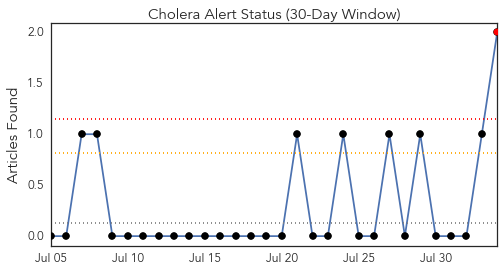 Cholera Alert Status (30-Day Window)
Articles Found
2.0
1.5
1.0
0.5
0.0
Jul 05
Jul 10
Jul 15
Jul 20
Jul 25
Jul 30